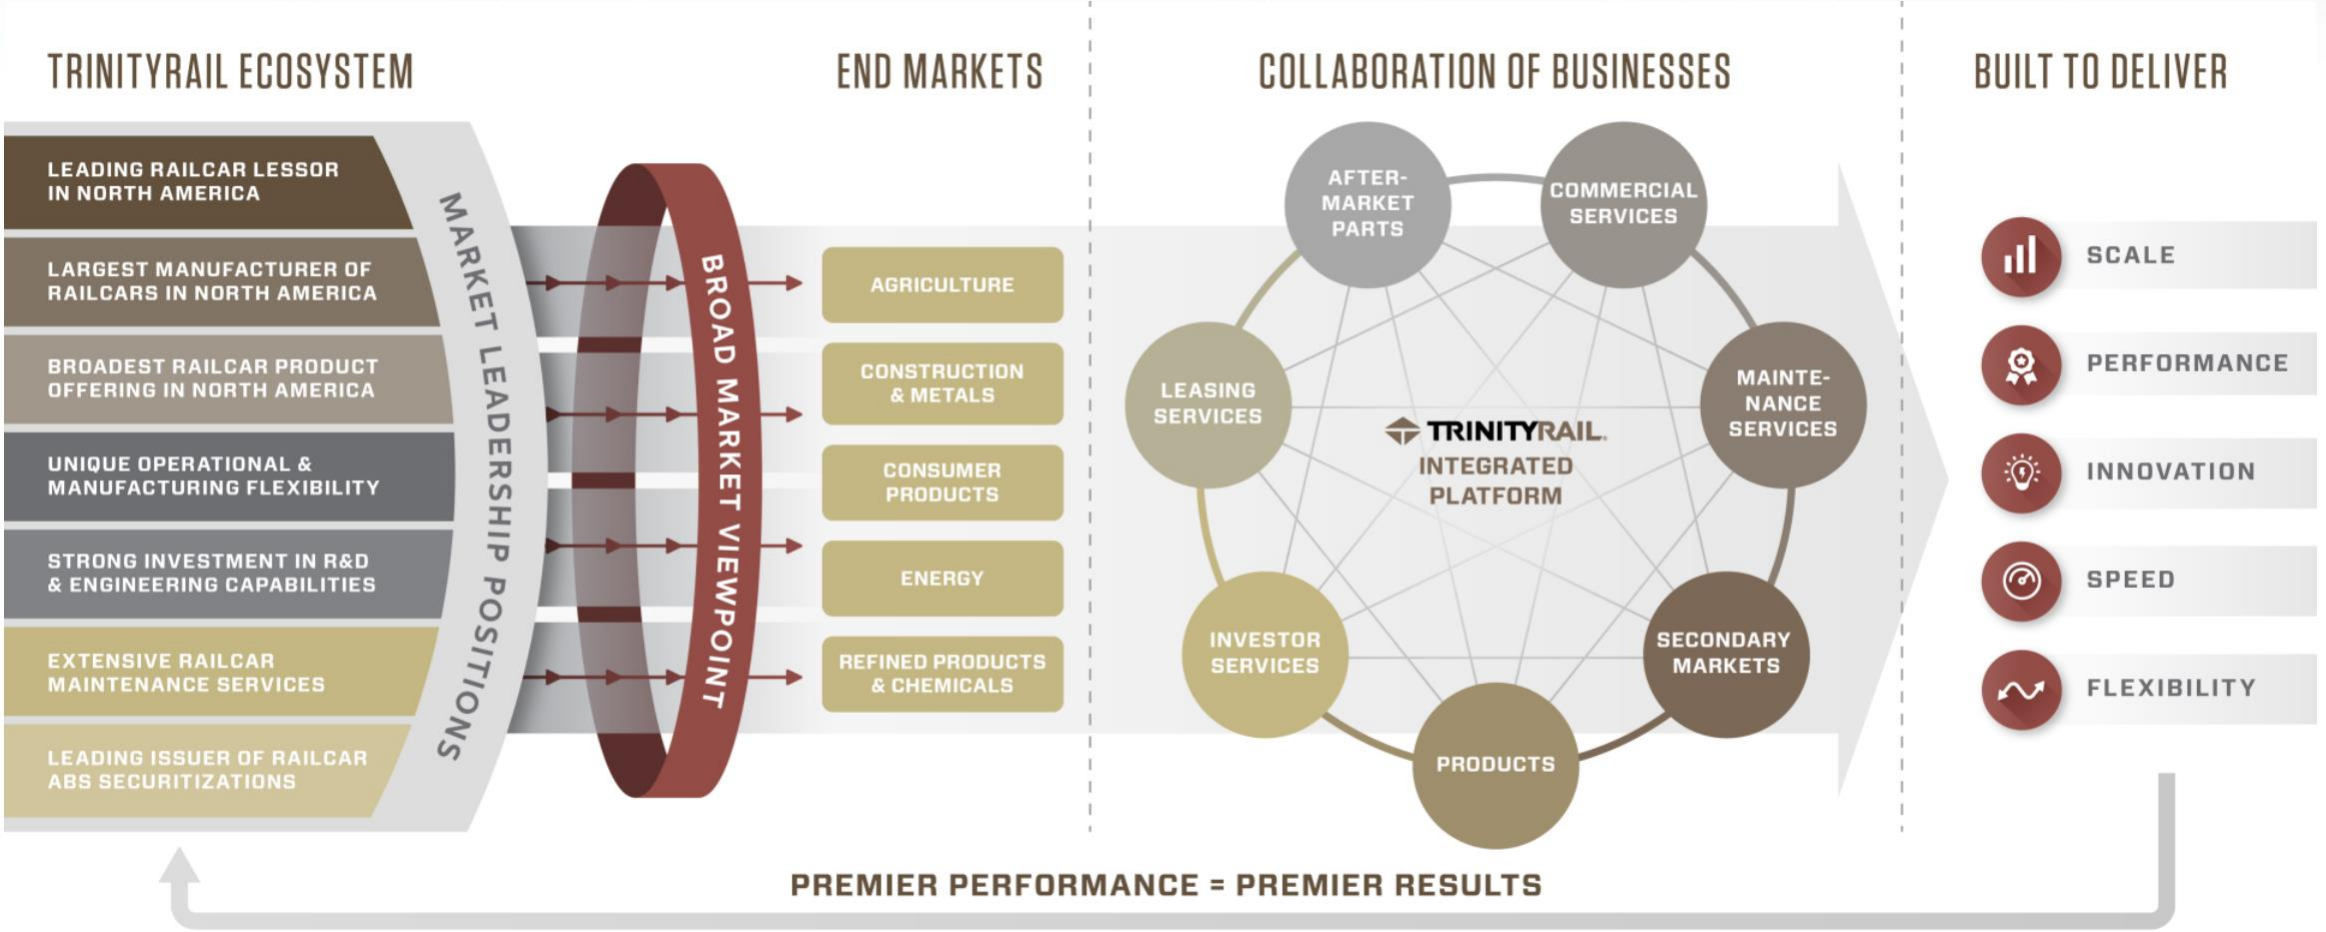 TRINITYRAIL ECOSYSTEM
LEADING RAILCAR LESSOR
IN NORTH AMERICA
LARGEST MANUFACTURER OF
RAILCARS IN NORTH AMERICA
BROADEST RAILCAR PRODUCT
OFFERING IN NORTH AMERICA
UNIQUE OPERATIONAL &
MANUFACTURING FLEXIBILITY
STRONG INVESTMENT IN R&D
& ENGINEERING CAPABILITIES
EXTENSIVE RAILCAR
MAINTENANCE SERVICES
LEADING ISSUER OF RAILCAR
ABS SECURITIZATIONS
MARKET LEADERSHIP POSITIONS
BROAD MARKET VIEWPOINT
END MARKETS
AGRICULTURE
CONSTRUCTION
& METALS
CONSUMER
PRODUCTS
ENERGY
REFINED PRODUCTS
& CHEMICALS
COLLABORATION OF BUSINESSES
AFTER-
MARKET
PARTS
COMMERCIAL
SERVICES
LEASING
SERVICES
MAINTE-
NANCE
SERVICES
TRINITYRAIL.
INTEGRATED
PLATFORM
INVESTOR
SERVICES
SECONDARY
MARKETS
PRODUCTS
BUILT TO DELIVER
SCALE
PERFORMANCE
INNOVATION
SPEED
FLEXIBILITY
PREMIER PERFORMANCE = PREMIER RESULTS